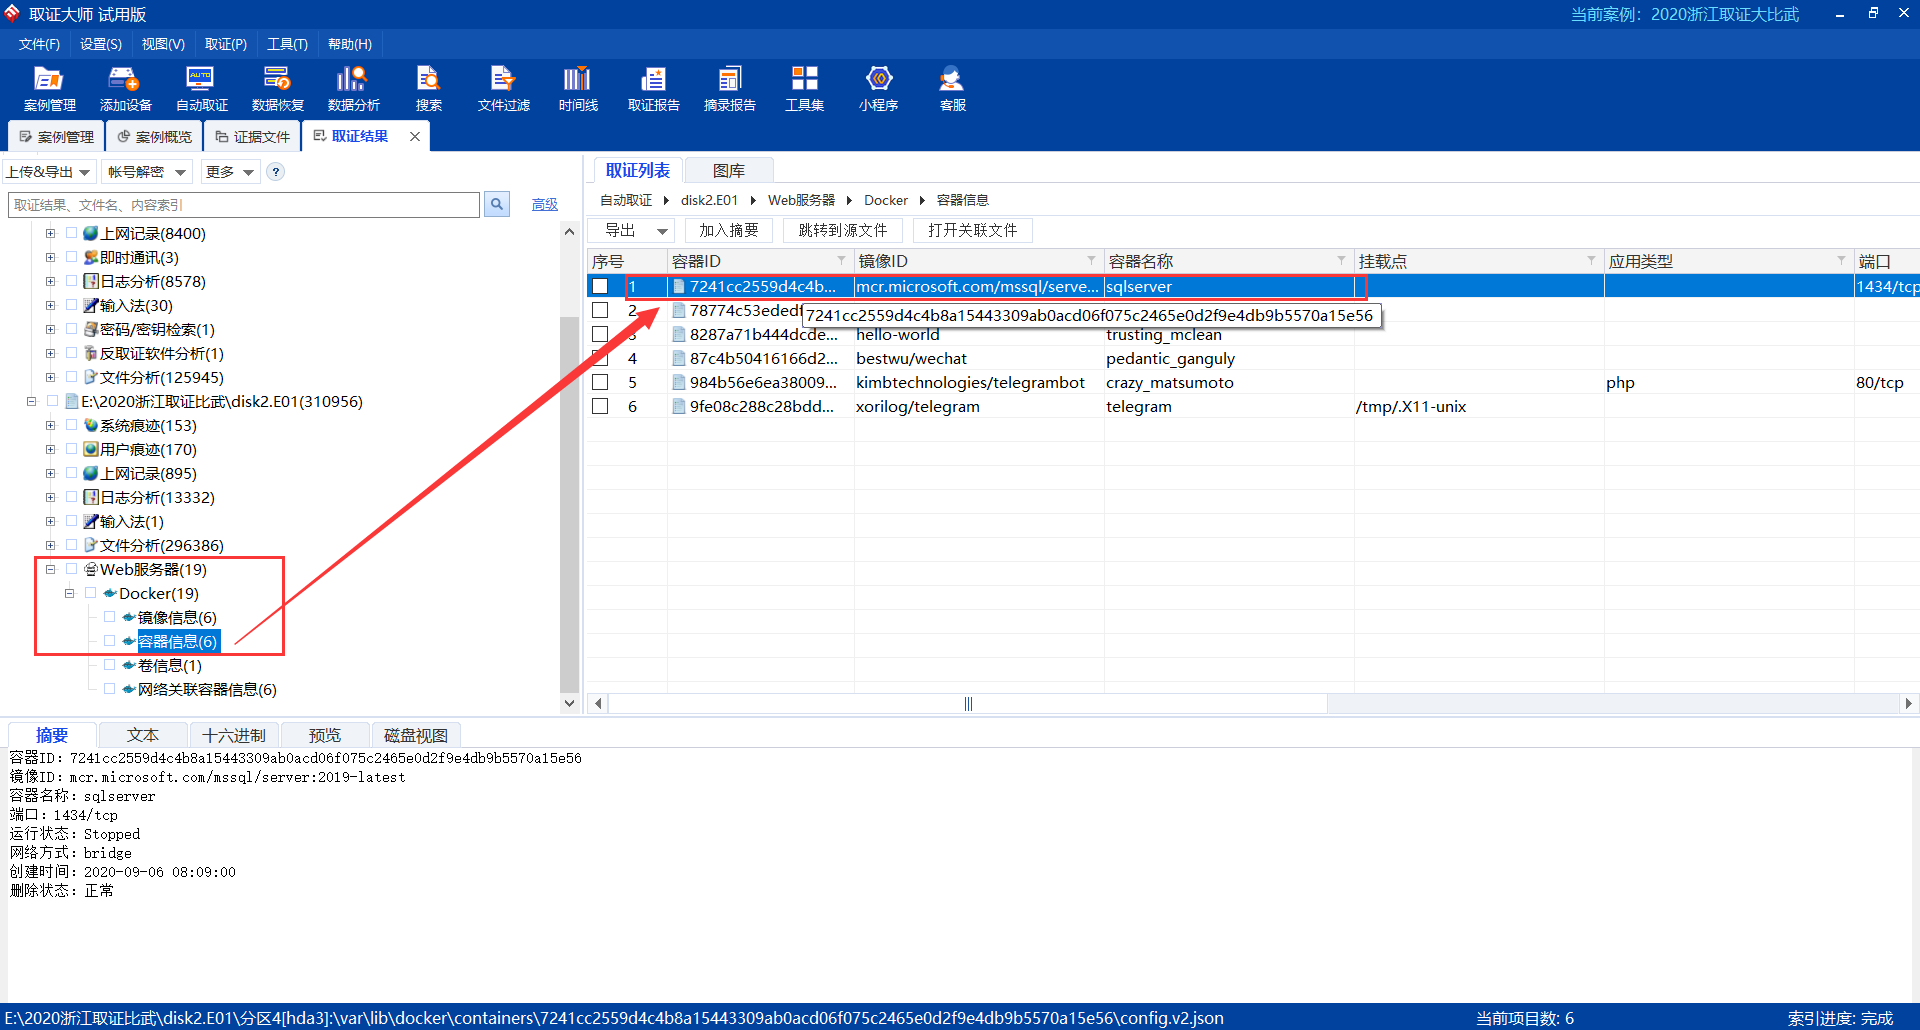 取证大师 试用版
当前案例：2020浙江取证大比武
文件(F) 设置(S) 视图(V) 取证(P) 工具(T) 帮助(H)
案例管理 添加设备 自动取证 数据恢复 数据分析 搜索 文件过滤 时间线 取证报告 摘录报告 工具集 小程序 客服
案例管理 案例概览 证据文件 取证结果
上传&导出 帐号解密 更多 ?
取证结果、文件名、内容索引 高级
上网记录(8400)
即时通讯(3)
日志分析(8578)
输入法(30)
密码/密钥检索(1)
反取证软件分析(1)
文件分析(125945)
E:\2020浙江取证比武\disk2.E01(310956)
系统痕迹(153)
用户痕迹(170)
上网记录(895)
日志分析(13332)
输入法(1)
文件分析(296386)
Web服务器(19)
Docker(19)
镜像信息(6)
容器信息(6)
卷信息(1)
网络关联容器信息(6)
取证列表 图库
自动取证 disk2.E01 Web服务器 Docker 容器信息
导出 加入摘要 跳转到源文件 打开关联文件
序号 容器ID 镜像ID 容器名称 挂载点 应用类型 端口
1 7241cc2559d4c4b... mcr.microsoft.com/mssql/serve... sqlserver 1434/tcp
2 78774c53ededf
7241cc2559d4c4b8a15443309ab0acd06f075c2465e0d2f9e4db9b5570a15e56
3 8287a71b444dcde... hello-world trusting_mclean
4 87c4b50416166d2... bestwu/wechat pedantic_ganguly
5 984b56e6ea38009... kimbtechnologies/telegrambot crazy_matsumoto php 80/tcp
6 9fe08c288c28bdd... xorilog/telegram telegram /tmp/.X11-unix
摘要 文本 十六进制 预览 磁盘视图
容器ID：7241cc2559d4c4b8a15443309ab0acd06f075c2465e0d2f9e4db9b5570a15e56
镜像ID：mcr.microsoft.com/mssql/server:2019-latest
容器名称：sqlserver
端口：1434/tcp
运行状态：Stopped
网络方式：bridge
创建时间：2020-09-06 08:09:00
删除状态：正常
E:\2020浙江取证比武\disk2.E01\分区4[hda3]:\var\lib\docker\containers\7241cc2559d4c4b8a15443309ab0acd06f075c2465e0d2f9e4db9b5570a15e56\config.v2.json
当前项目数: 6
索引进度: 完成